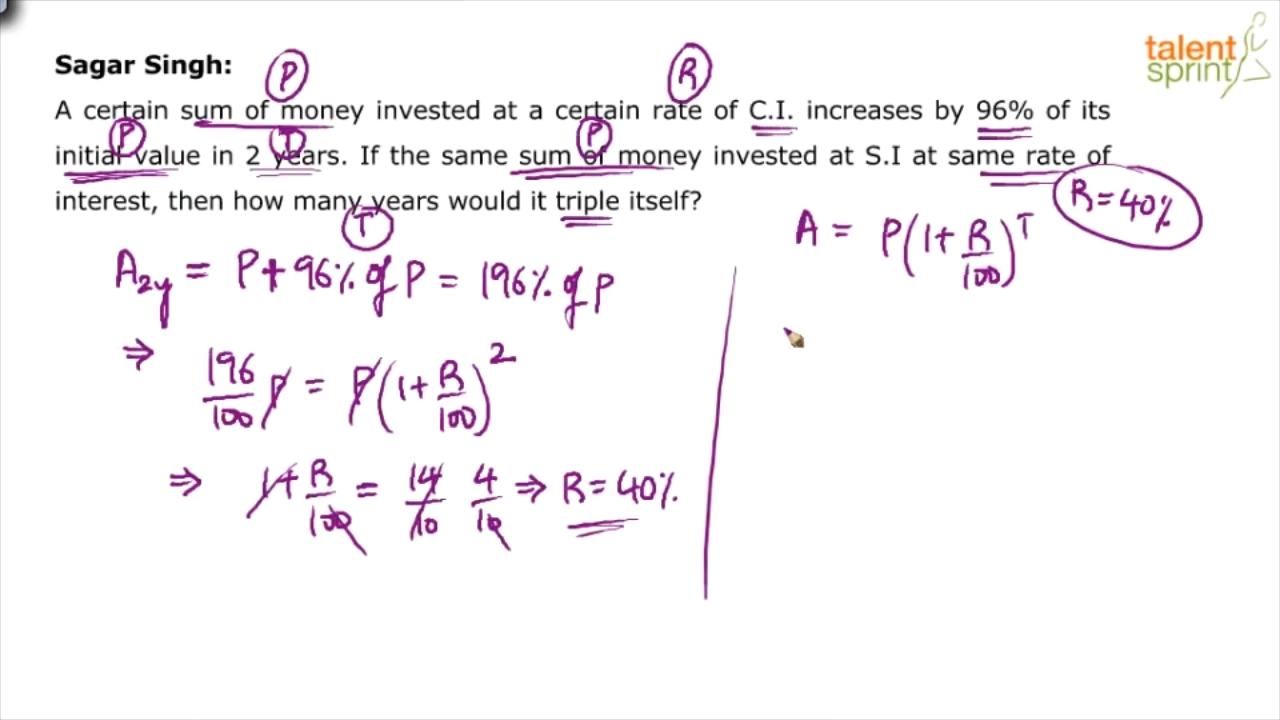 talent
sprint
Sagar Singh:
P
R
A certain sum of money invested at a certain rate of C.I. increases by 96% of its
P
T
P
initial value in 2 years. If the same sum of money invested at S.I at same rate of
interest, then how many years would it triple itself?
R=40%
T
A = P(1+R/100)^T
A2y = P+96% of P = 196% of P
⇒ 196/100 P = P(1+R/100)^2
⇒ 1+R/100 = 14/10 4/10 ⇒ R=40%